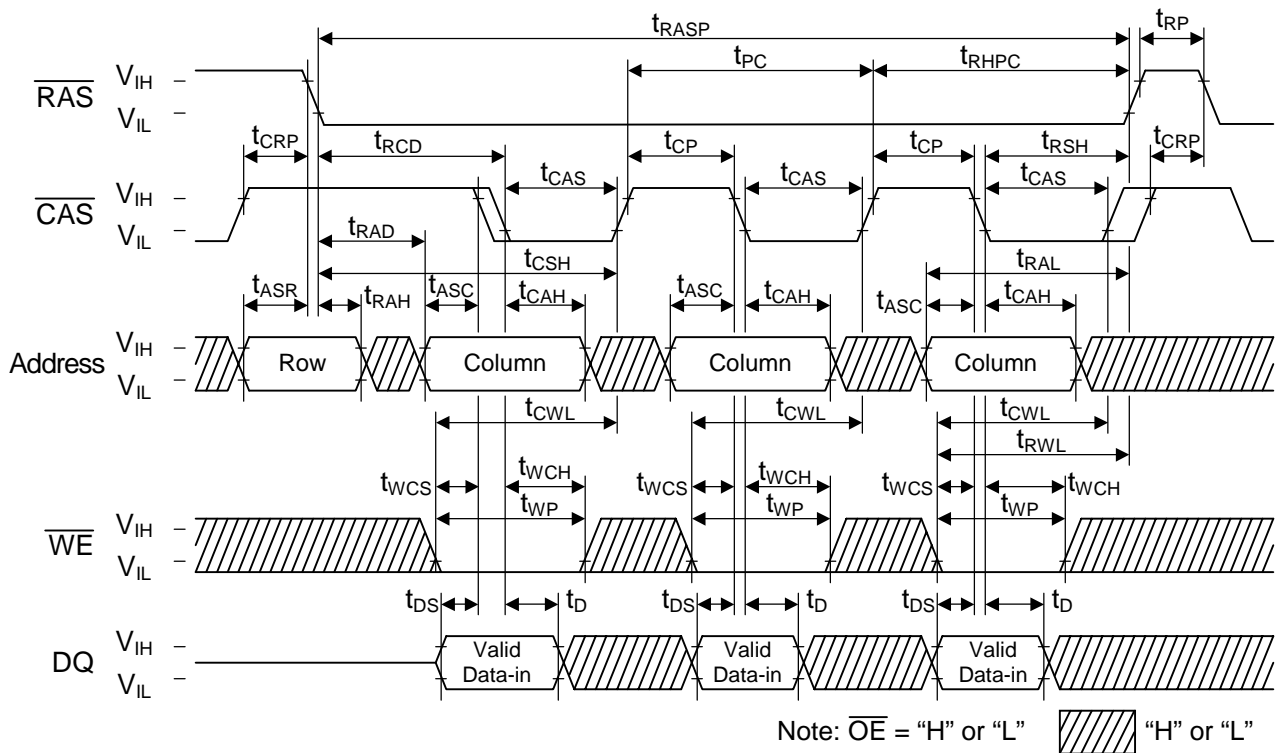 tRASP tRP
tPC tRHPC
RAS VIH
VIL
tCRP tRCD tCP tCP tRSH tCRP
CAS VIH
VIL
tCAS tCAS tCAS
tRAD
tCSH tRAL
tASR tRAH tASC tCAH tASC tCAH tASC tCAH
Address VIH
VIL
Row Column Column Column
tCWL tCWL tCWL
tRWL
tWCS tWCH tWCS tWCH tWCS tWCH
tWP tWP tWP
WE VIH
VIL
tDS tD tDS tD tDS tD
DQ VIH
VIL
Valid Data-in Valid Data-in Valid Data-in
Note: OE = “H” or “L” “H” or “L”